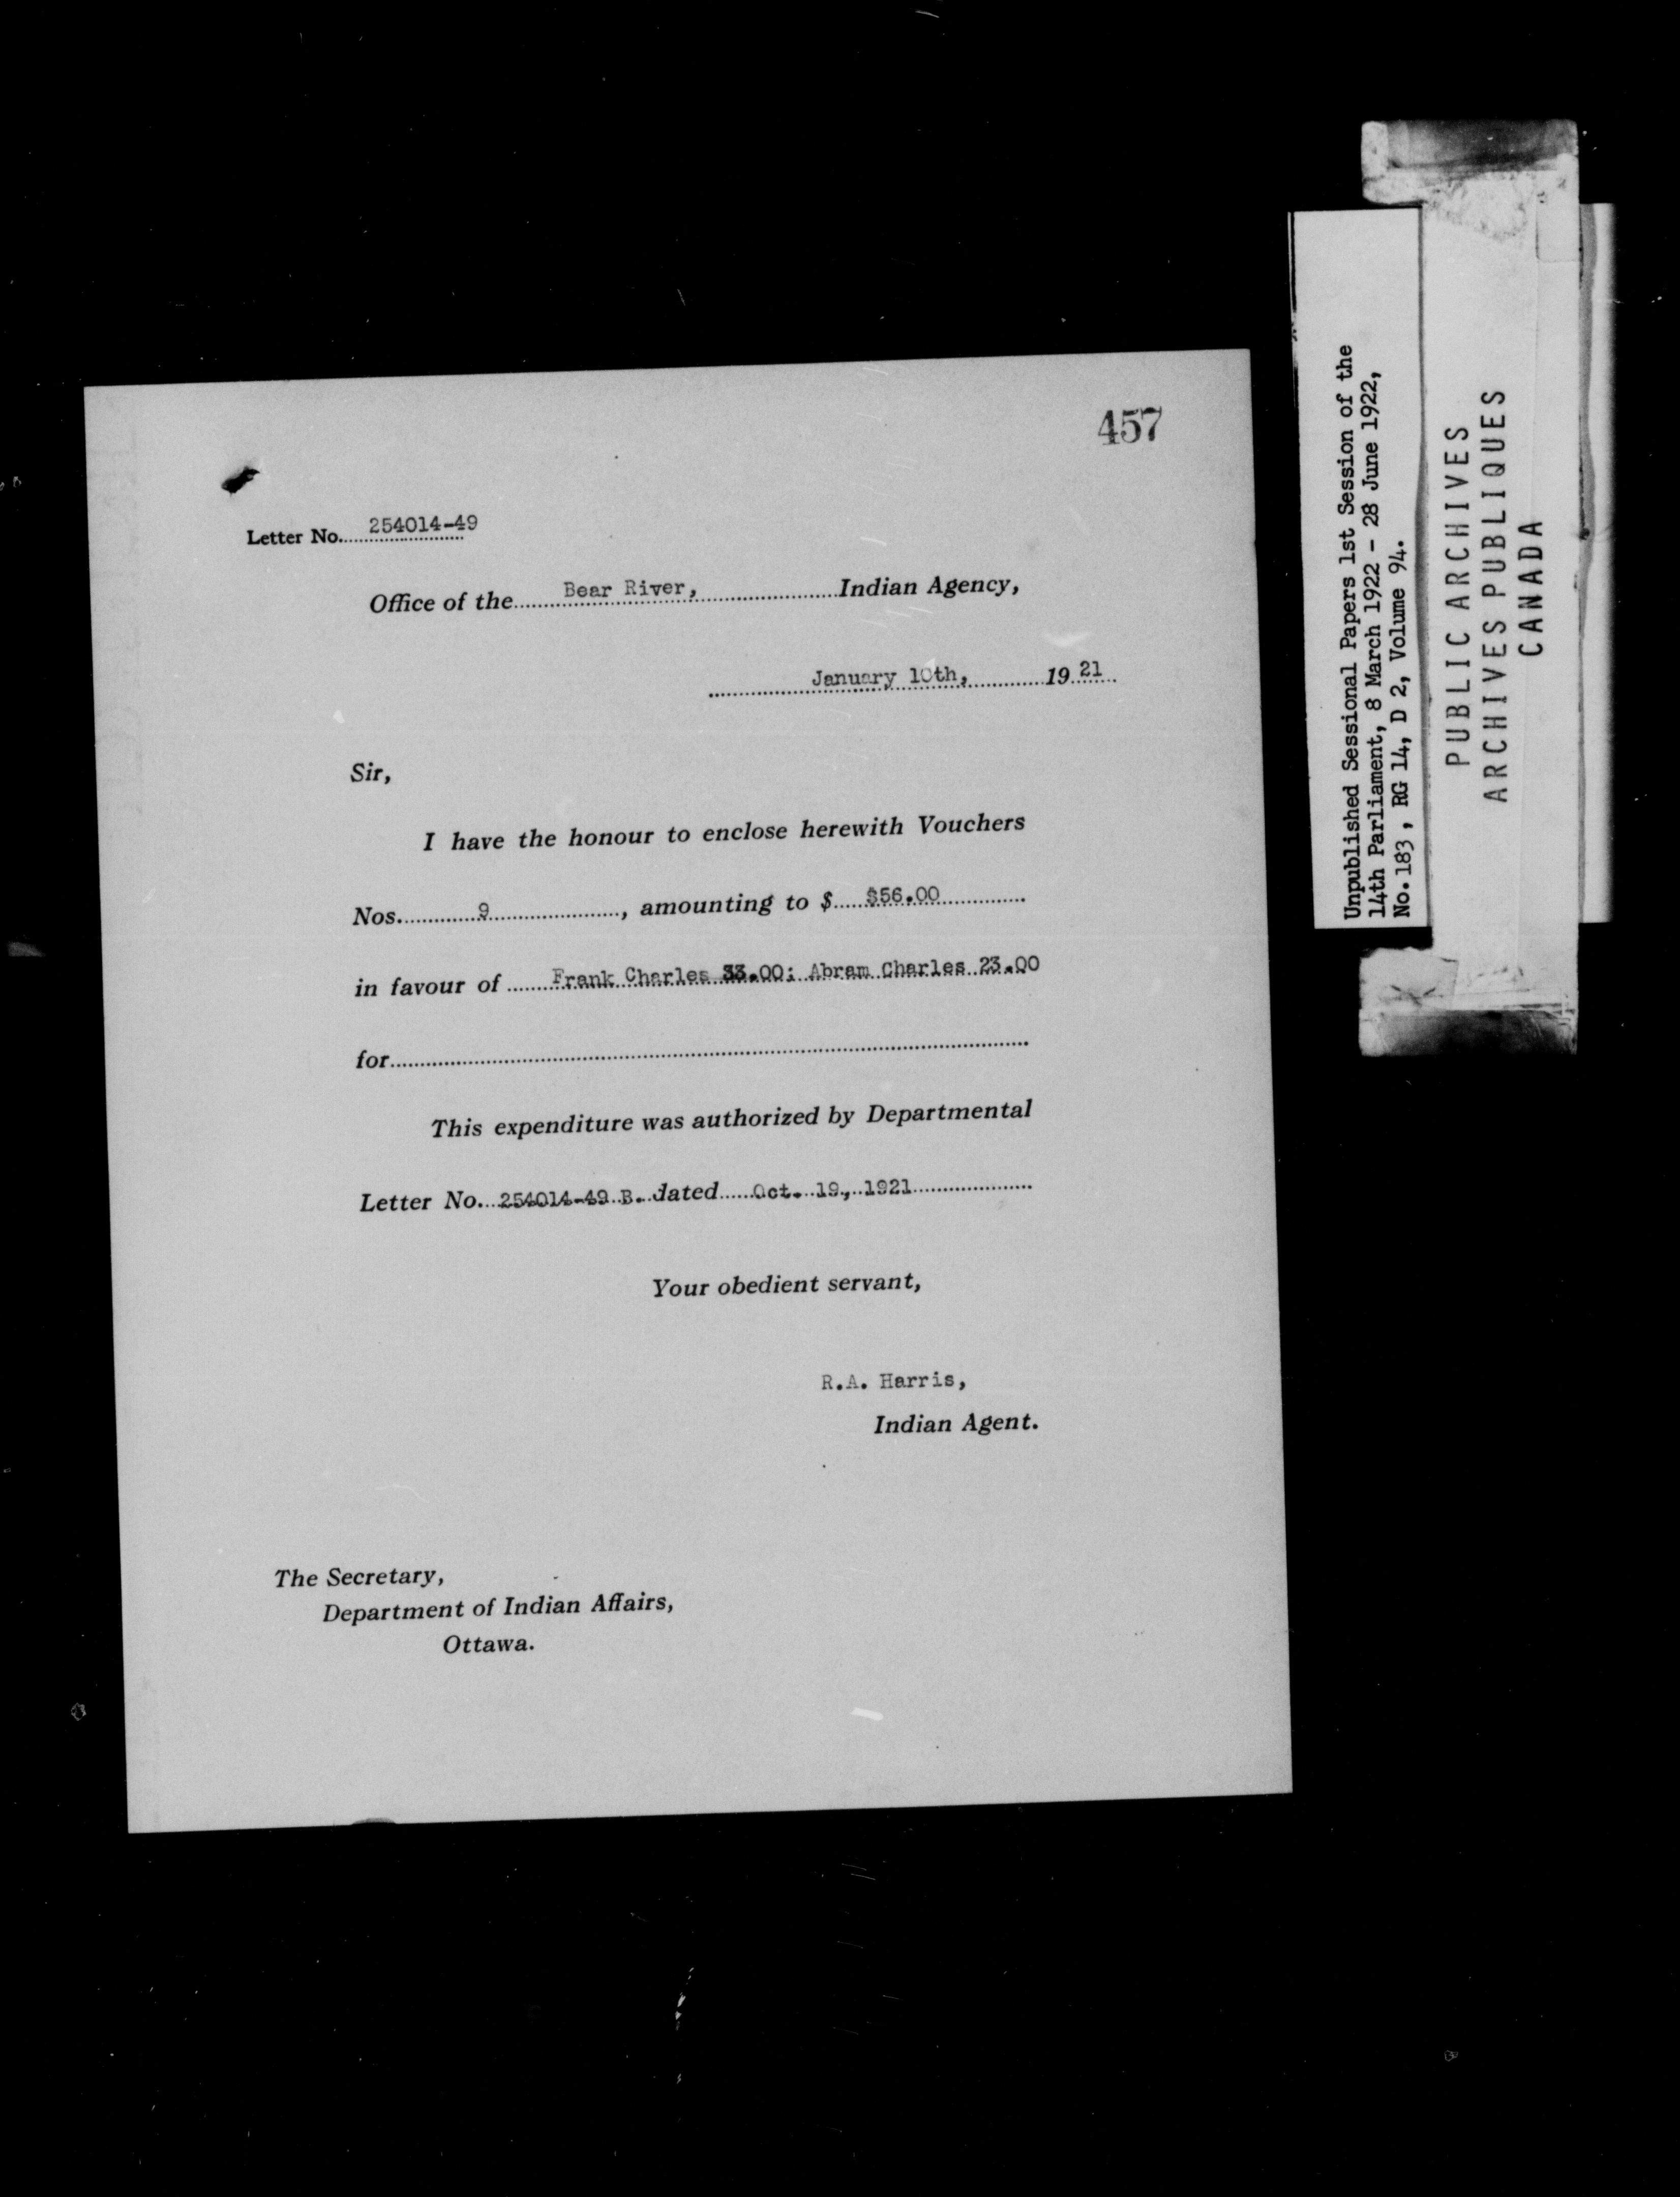 457
Letter No. 254014-49
Office of the Bear River, Indian Agency,
January 10th, 1921
Sir,
I have the honour to enclose herewith Vouchers
Nos. 9, amounting to $ $56.00
in favour of Frank Charles 33.00; Abram Charles 23.00
for
This expenditure was authorized by Departmental
Letter No. 254014-49 B. dated Oct. 19, 1921
Your obedient servant,
R.A. Harris,
Indian Agent.
The Secretary,
Department of Indian Affairs,
Ottawa.
Unpublished Sessional Papers 1st Session of the
14th Parliament, 8 March 1922 - 28 June 1922,
No. 183, RG 14, D 2, Volume 94.
PUBLIC ARCHIVES
ARCHIVES PUBLIQUES
CANADA